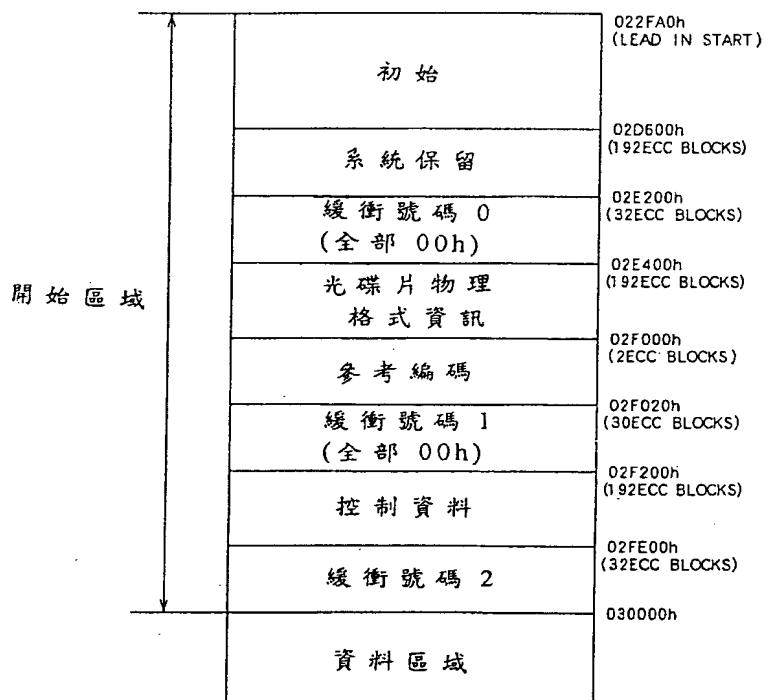 022FA0h
(LEAD IN START)
初始
02D600h
(192ECC BLOCKS)
系統保留
02E200h
(32ECC BLOCKS)
緩衝號碼 0
(全部 00h)
02E400h
(192ECC BLOCKS)
光碟片物理
格式資訊
開始區域
02F000h
(2ECC BLOCKS)
參考編碼
02F020h
(30ECC BLOCKS)
緩衝號碼 1
(全部 00h)
02F200h
(192ECC BLOCKS)
控制資料
02FE00h
(32ECC BLOCKS)
緩衝號碼 2
030000h
資料區域